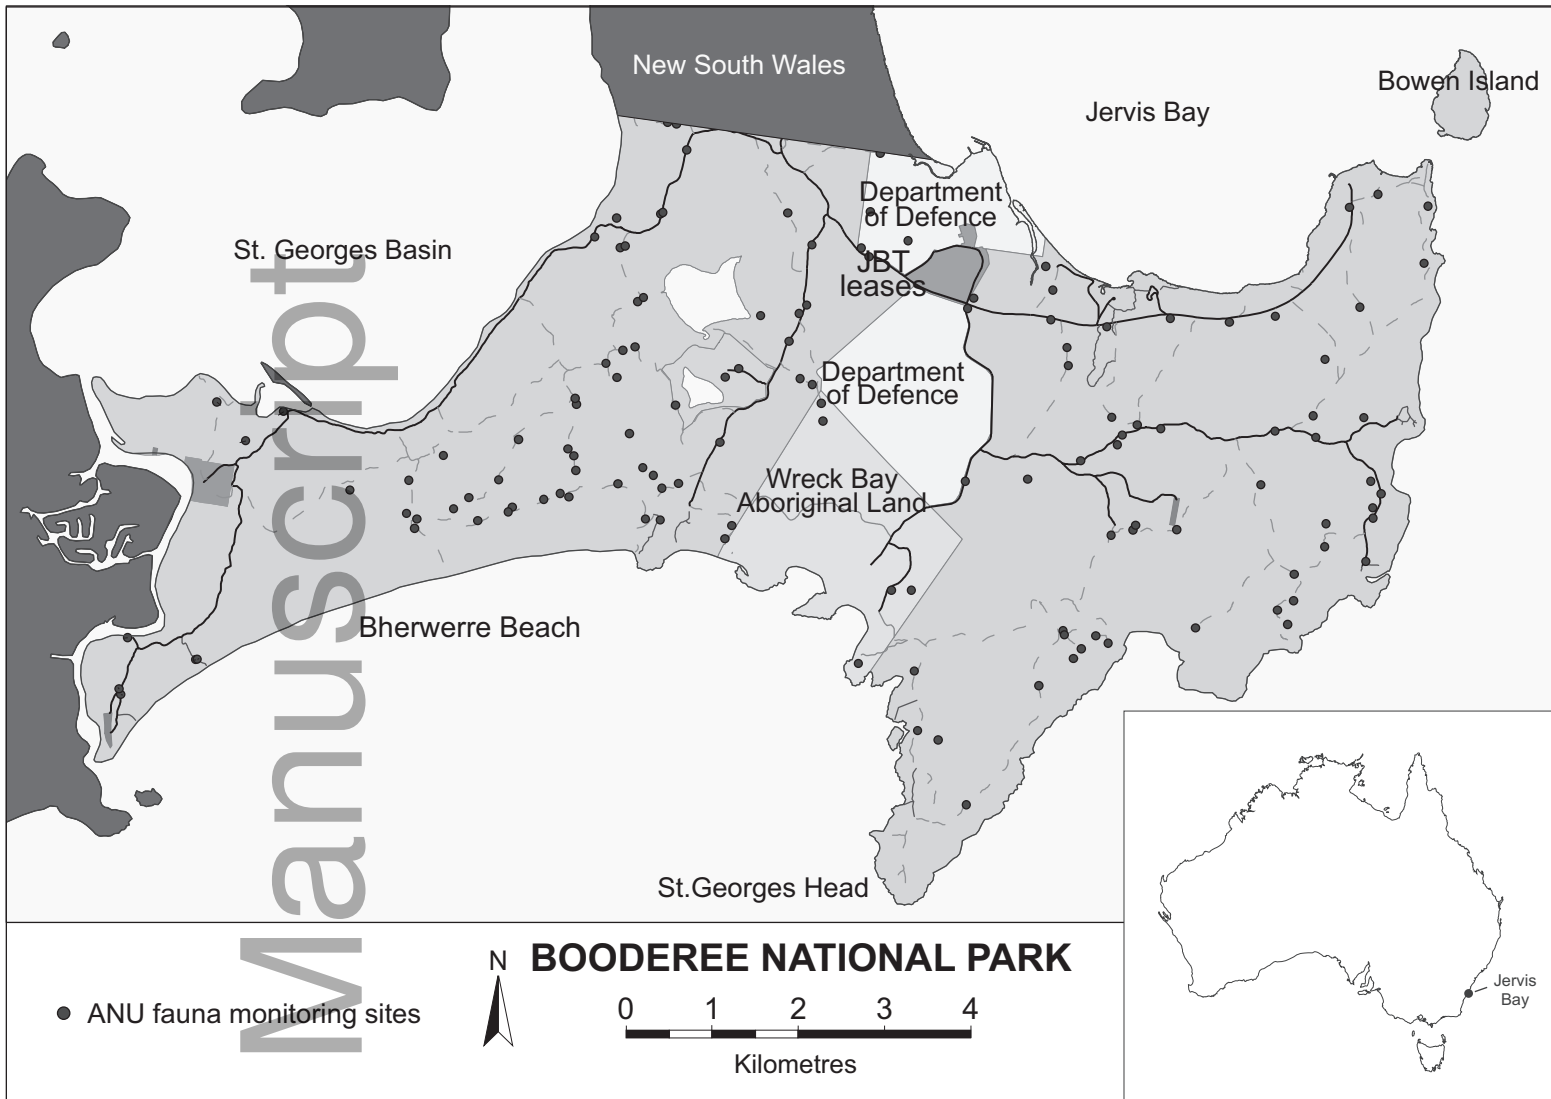 New South Wales
Bowen Island
Jervis Bay
Department
of Defence
St. Georges Basin
JBT
leases
Department
of Defence
Wreck Bay
Aboriginal Land
Bherwerre Beach
St.Georges Head
Manuscript
BOODEREE NATIONAL PARK
N
ANU fauna monitoring sites
0 1 2 3 4
Kilometres
Jervis
Bay